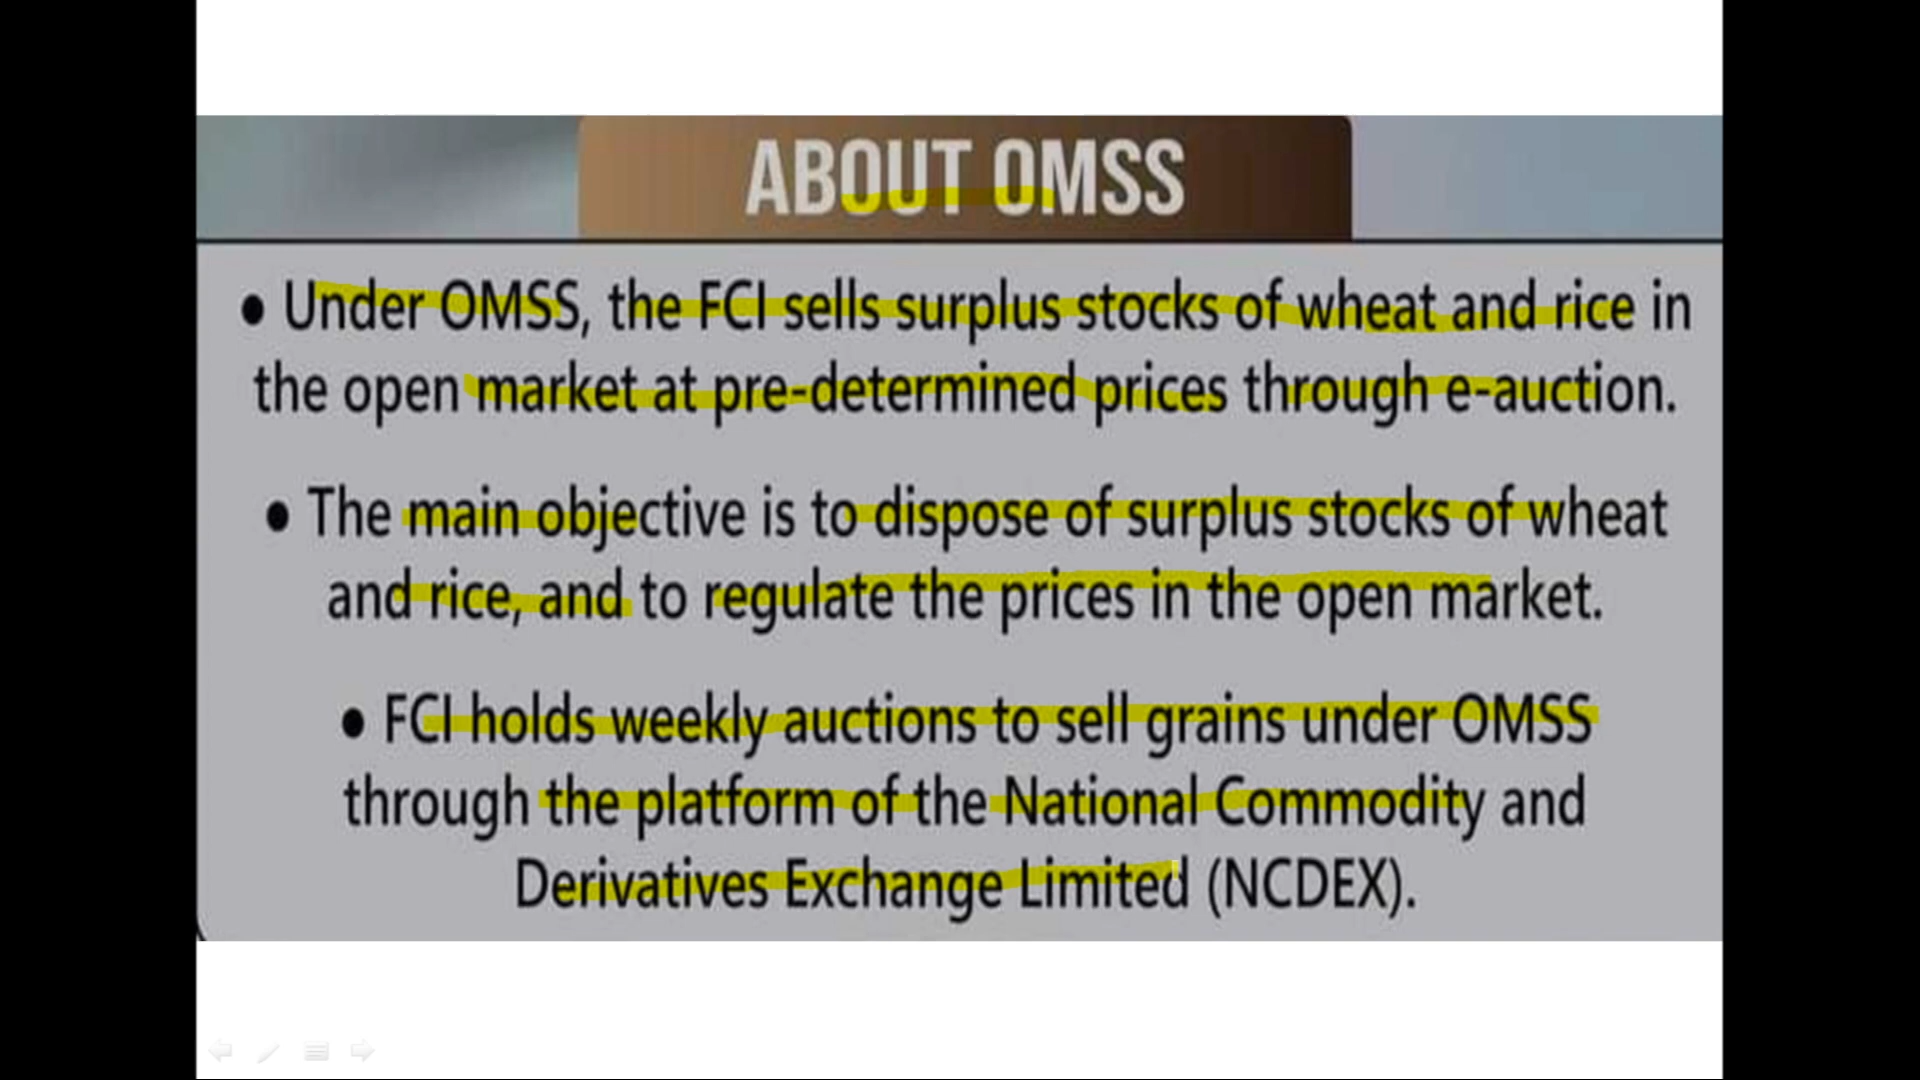 ABOUT OMSS
● Under OMSS, the FCI sells surplus stocks of wheat and rice in
the open market at pre-determined prices through e-auction.
● The main objective is to dispose of surplus stocks of wheat
and rice, and to regulate the prices in the open market.
● FCI holds weekly auctions to sell grains under OMSS
through the platform of the National Commodity and
Derivatives Exchange Limited (NCDEX).